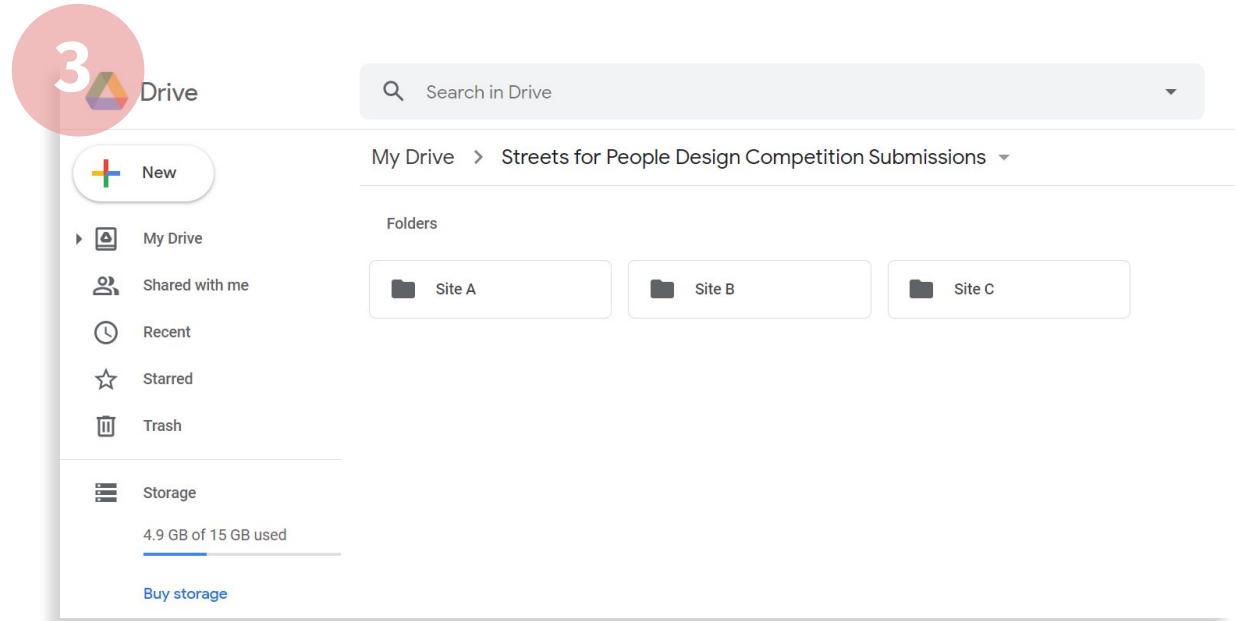 3
Drive
Search in Drive
New
My Drive > Streets for People Design Competition Submissions
My Drive
Shared with me
Recent
Starred
Trash
Storage
4.9 GB of 15 GB used
Buy storage
Folders
Site A
Site B
Site C